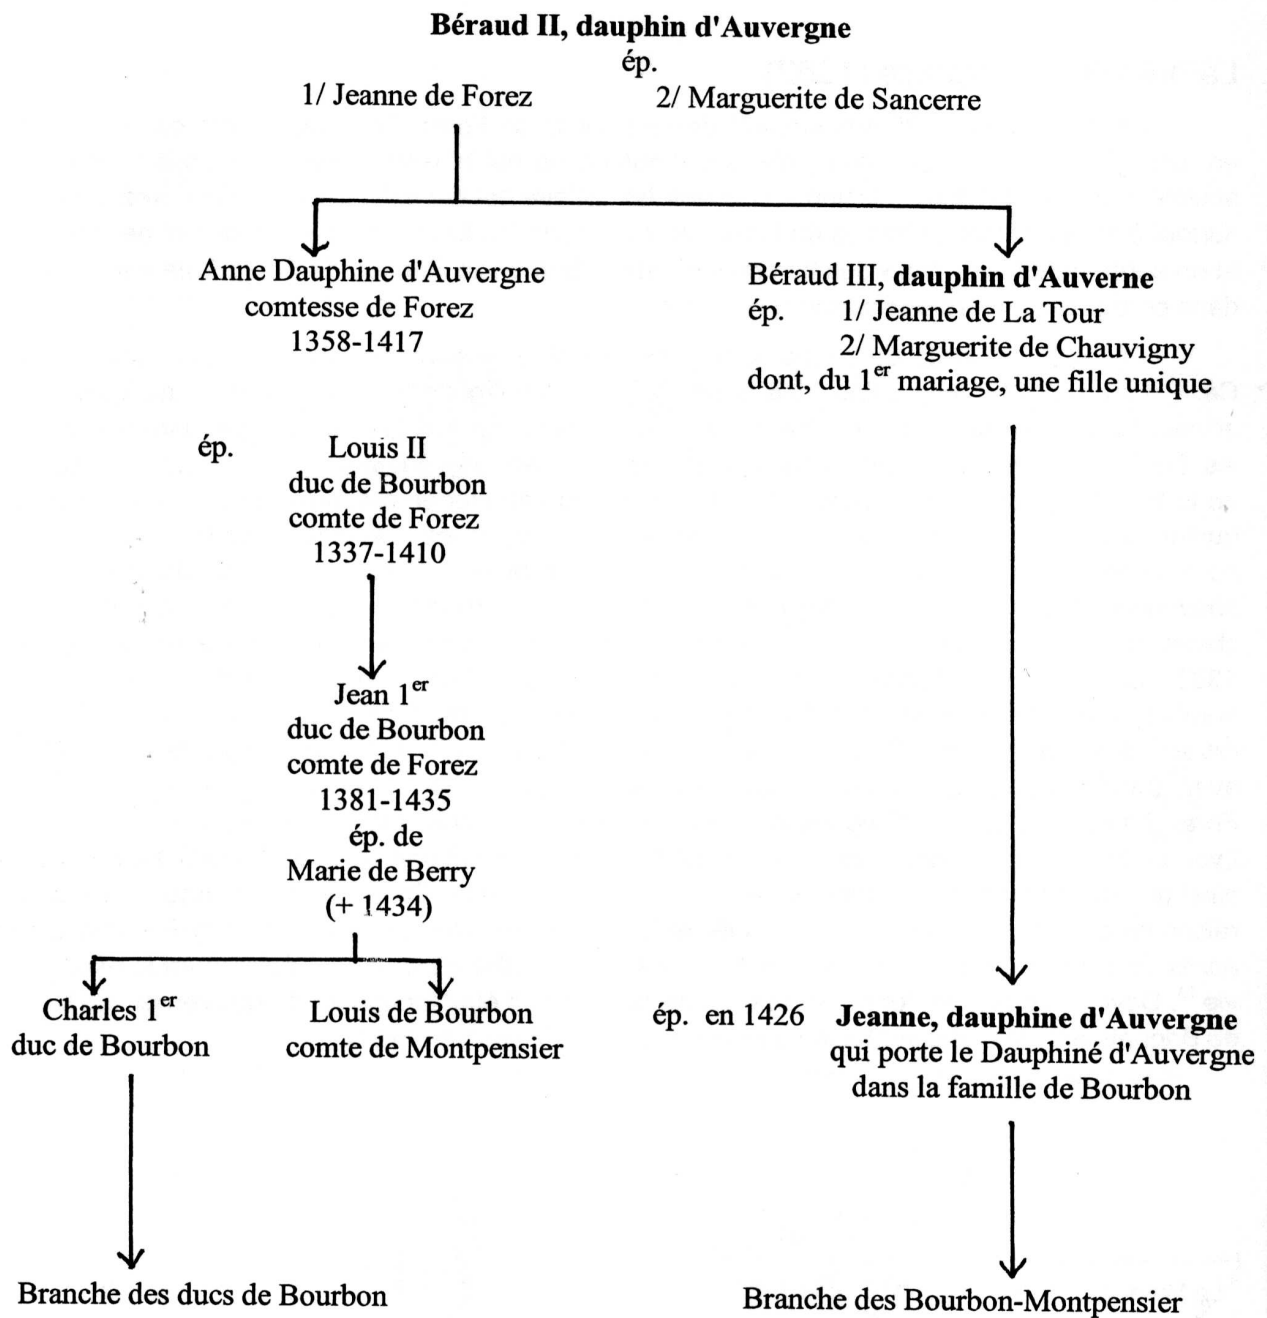 Béraud II, dauphin d'Auvergne
ép.
1/ Jeanne de Forez 2/ Marguerite de Sancerre
Anne Dauphine d'Auvergne
comtesse de Forez
1358-1417
Béraud III, dauphin d'Auverne
ép. 1/ Jeanne de La Tour
2/ Marguerite de Chauvigny
dont, du 1er mariage, une fille unique
ép. Louis II
duc de Bourbon
comte de Forez
1337-1410
Jean 1er
duc de Bourbon
comte de Forez
1381-1435
ép. de
Marie de Berry
(+ 1434)
Charles 1er
duc de Bourbon
Louis de Bourbon
comte de Montpensier
ép. en 1426 Jeanne, dauphine d'Auvergne
qui porte le Dauphiné d'Auvergne
dans la famille de Bourbon
Branche des ducs de Bourbon
Branche des Bourbon-Montpensier